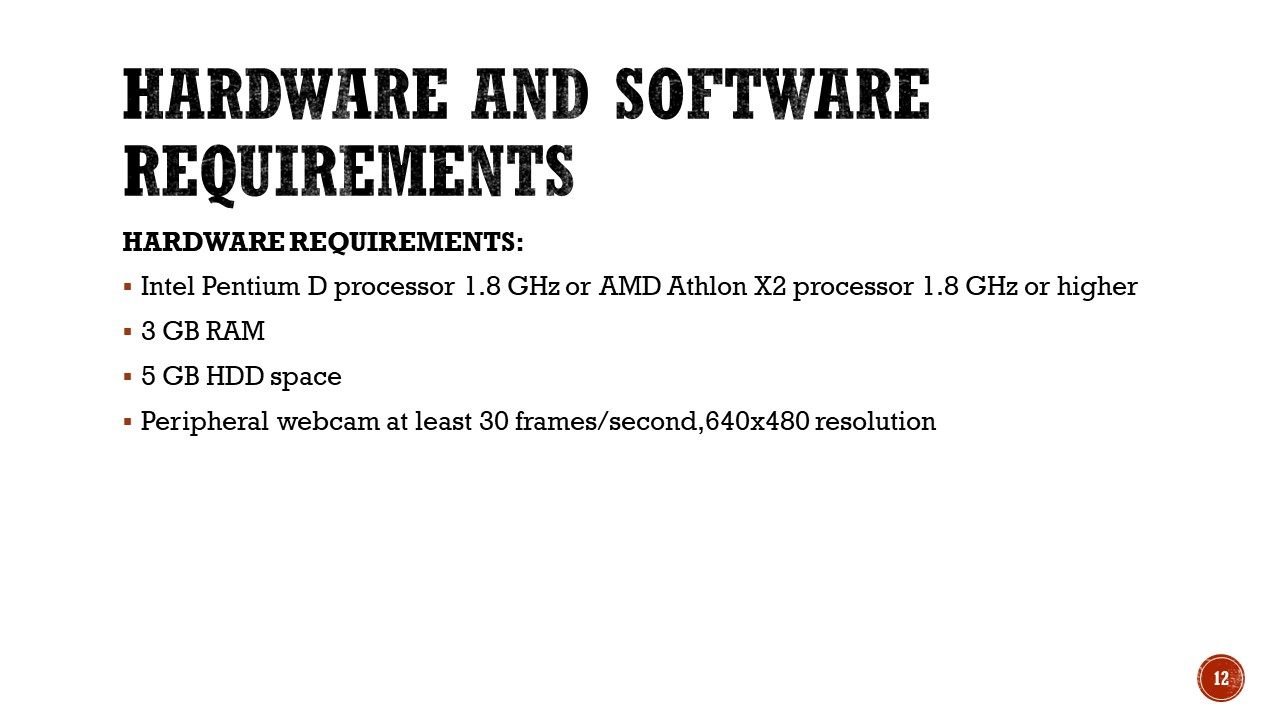 HARDWARE AND SOFTWARE
REQUIREMENTS
HARDWARE REQUIREMENTS:
▪ Intel Pentium D processor 1.8 GHz or AMD Athlon X2 processor 1.8 GHz or higher
▪ 3 GB RAM
▪ 5 GB HDD space
▪ Peripheral webcam at least 30 frames/second,640x480 resolution
12